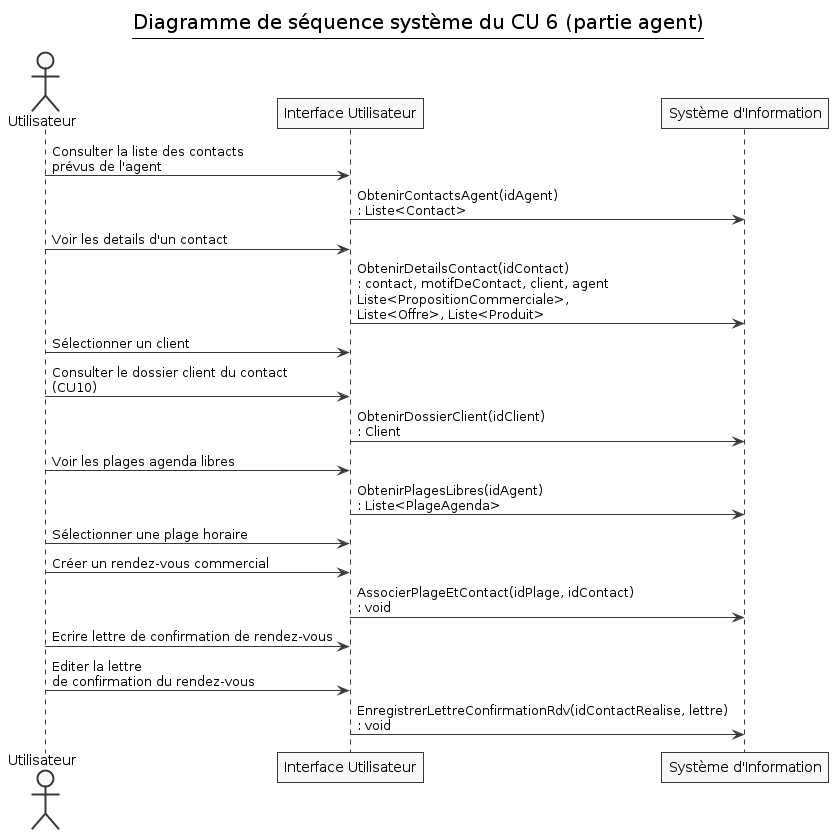 Diagramme de séquence système du CU 6 (partie agent)
Utilisateur
Interface Utilisateur
Système d'Information
Consulter la liste des contacts
prévus de l'agent
ObtenirContactsAgent(idAgent)
: Liste<Contact>
Voir les details d'un contact
ObtenirDetailsContact(idContact)
: contact, motifDeContact, client, agent
Liste<PropositionCommerciale>,
Liste<Offre>, Liste<Produit>
Sélectionner un client
Consulter le dossier client du contact
(CU10)
ObtenirDossierClient(idClient)
: Client
Voir les plages agenda libres
ObtenirPlagesLibres(idAgent)
: Liste<PlageAgenda>
Sélectionner une plage horaire
Créer un rendez-vous commercial
AssocierPlageEtContact(idPlage, idContact)
: void
Ecrire lettre de confirmation de rendez-vous
Editer la lettre
de confirmation du rendez-vous
EnregistrerLettreConfirmationRdv(idContactRealise, lettre)
: void
Utilisateur
Interface Utilisateur
Système d'Information